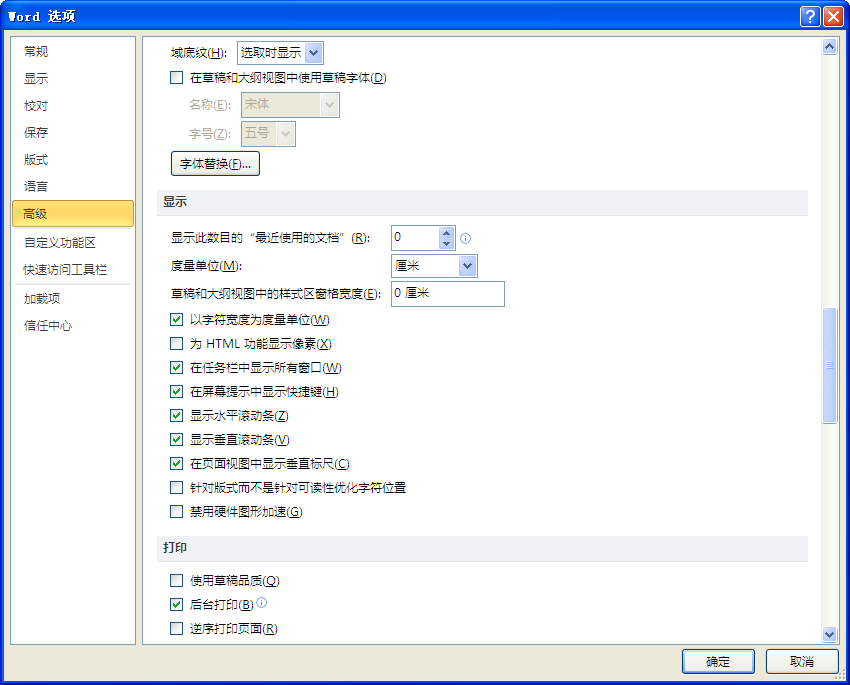 Word 选项
常规
显示
校对
保存
版式
语言
高级
自定义功能区
快速访问工具栏
加载项
信任中心
域底纹(H): 选取时显示
在草稿和大纲视图中使用草稿字体(D)
名称(E): 宋体
字号(Z): 五号
字体替换(F)...
显示
显示此数目的“最近使用的文档”(R): 0
度量单位(M): 厘米
草稿和大纲视图中的样式区窗格宽度(E): 0 厘米
以字符宽度为度量单位(W)
为 HTML 功能显示像素(X)
在任务栏中显示所有窗口(W)
在屏幕提示中显示快捷键(H)
显示水平滚动条(Z)
显示垂直滚动条(V)
在页面视图中显示垂直标尺(C)
针对版式而不是针对可读性优化字符位置
禁用硬件图形加速(G)
打印
使用草稿品质(Q)
后台打印(B)
逆序打印页面(R)
确定
取消